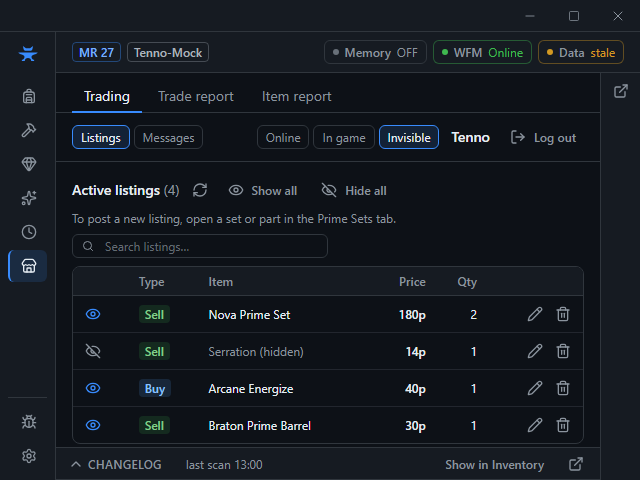 MR 27 Tenno-Mock Memory OFF WFM Online Data stale
Trading Trade report Item report
Listings Messages Online In game Invisible Tenno Log out
Active listings (4) Show all Hide all
To post a new listing, open a set or part in the Prime Sets tab.
Search listings...
Type Item Price Qty
Sell Nova Prime Set 180p 2
Sell Serration (hidden) 14p 1
Buy Arcane Energize 40p 1
Sell Braton Prime Barrel 30p 1
CHANGELOG last scan 13:00 Show in Inventory